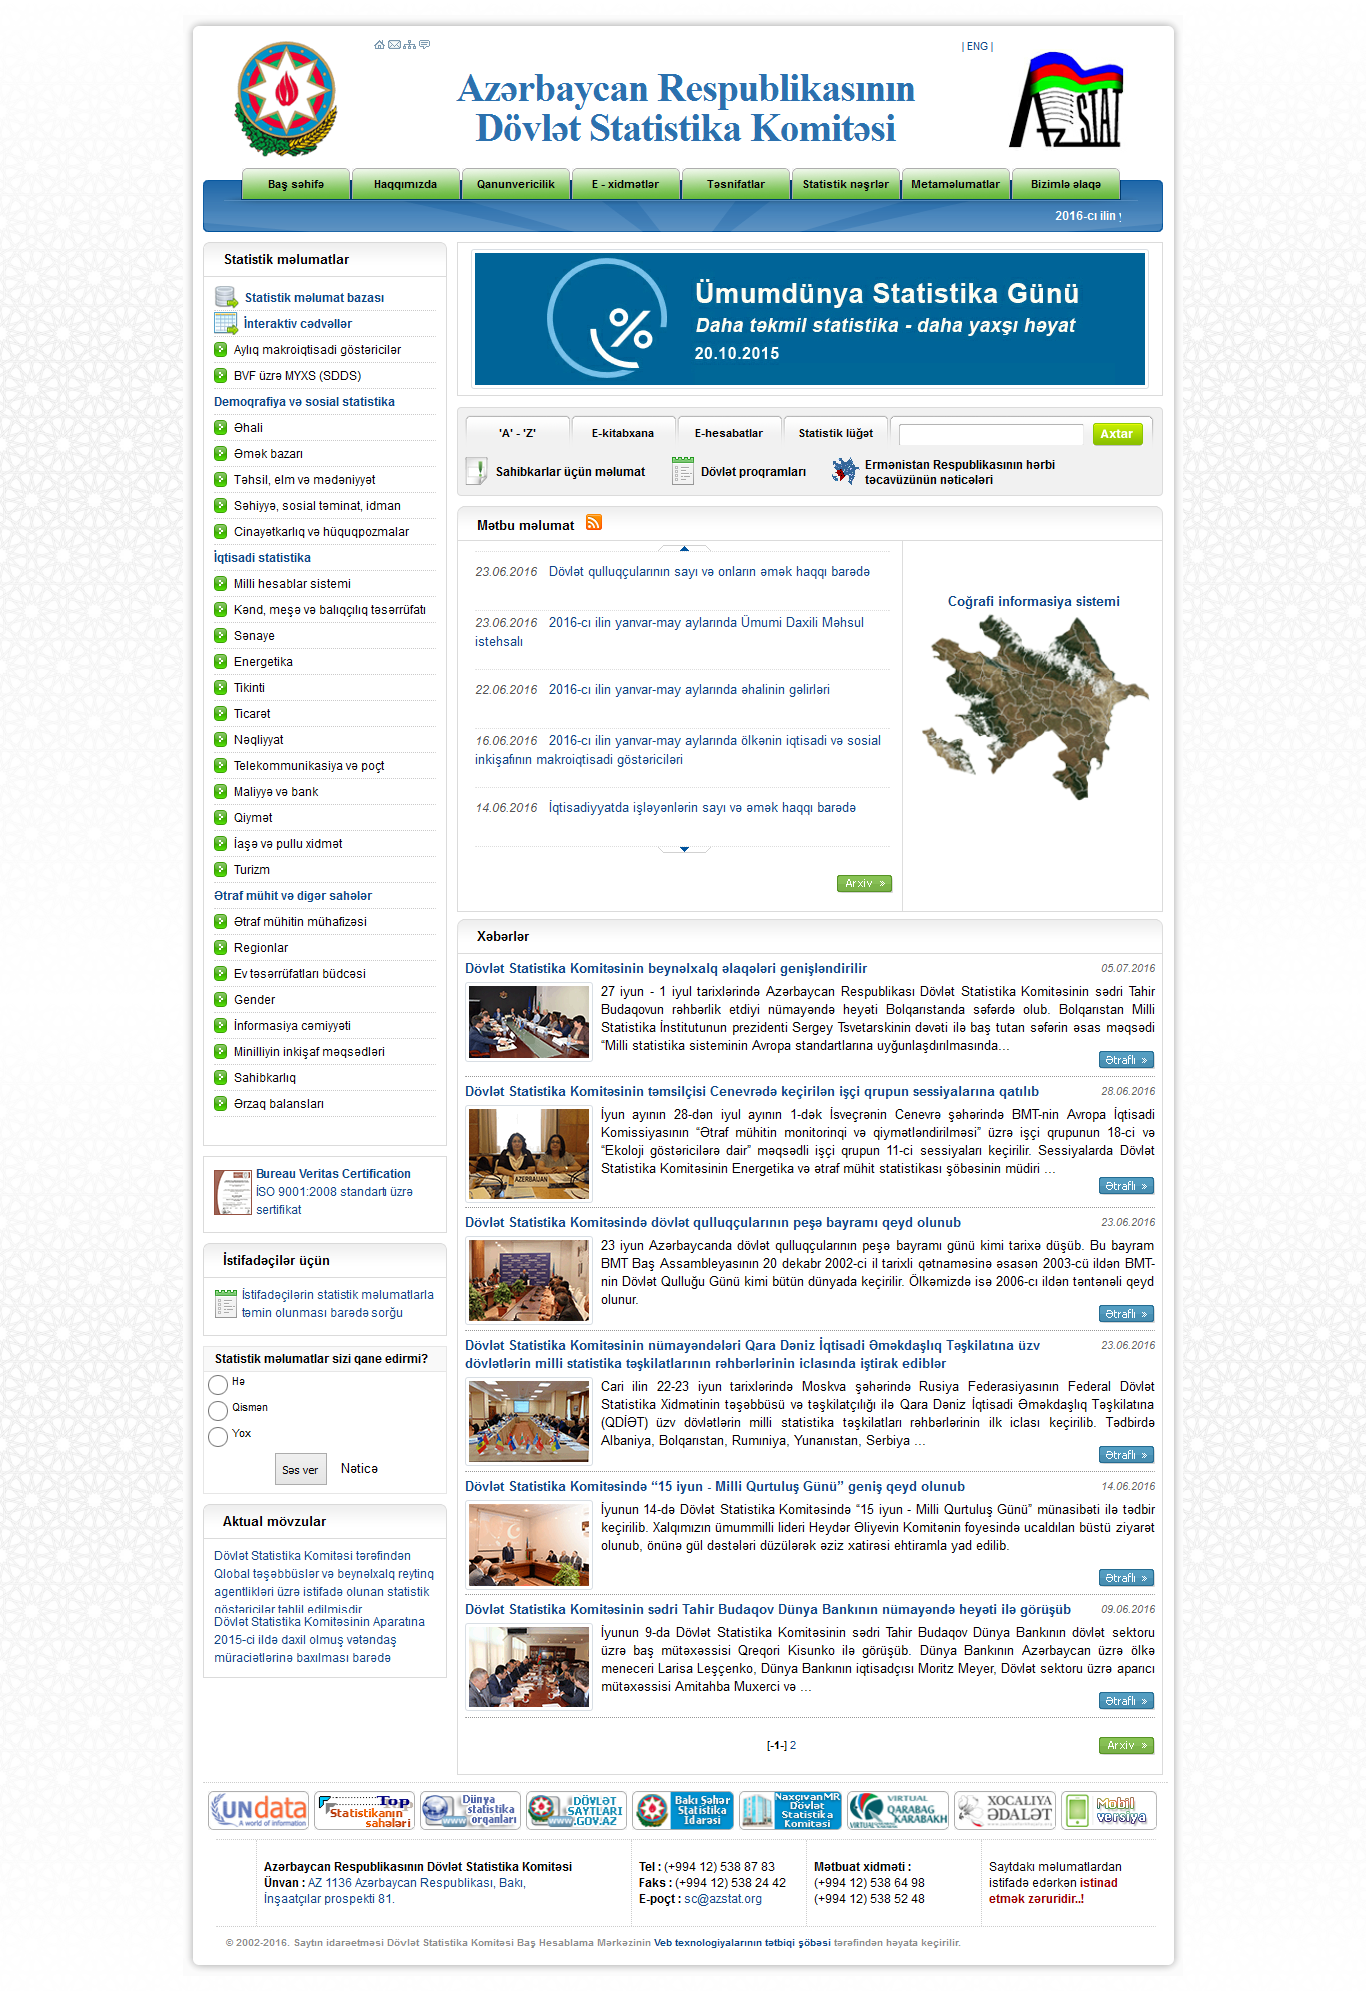 | ENG |
Azərbaycan Respublikasının
Dövlət Statistika Komitəsi
AZ STAT
Baş səhifə
Haqqımızda
Qanunvericilik
E - xidmətlər
Təsnifatlar
Statistik nəşrlər
Metaməlumatlar
Bizimlə əlaqə
2016-cı ilin
Statistik məlumatlar
Statistik məlumat bazası
İnteraktiv cədvəllər
Aylıq makroiqtisadi göstəricilər
BVF üzrə MYXS (SDDS)
Demoqrafiya və sosial statistika
Əhali
Əmək bazarı
Təhsil, elm və mədəniyyət
Səhiyyə, sosial təminat, idman
Cinayətkarlıq və hüquqpozmalar
İqtisadi statistika
Milli hesablar sistemi
Kənd, meşə və balıqçılıq təsərrüfatı
Sənaye
Energetika
Tikinti
Ticarət
Nəqliyyat
Telekommunikasiya və poçt
Maliyyə və bank
Qiymət
İaşə və pullu xidmət
Turizm
Ətraf mühit və digər sahələr
Ətraf mühitin mühafizəsi
Regionlar
Ev təsərrüfatları büdcəsi
Gender
İnformasiya cəmiyyəti
Minilliyin inkişaf məqsədləri
Sahibkarlıq
Ərzaq balansları
Bureau Veritas Certification
İSO 9001:2008 standartı üzrə
sertifikat
İstifadəçilər üçün
İstifadəçilərin statistik məlumatlarla
təmin olunması barədə sorğu
Statistik məlumatlar sizi qane edirmi?
Hə
Qismən
Yox
Səs ver
Nəticə
Aktual mövzular
Dövlət Statistika Komitəsi tərəfindən
Qlobal təşəbbüslər və beynəlxalq reytinq
agentlikləri üzrə istifadə olunan statistik
göstəricilər təhlil edilmişdir
Dövlət Statistika Komitəsinin Aparatına
2015-ci ildə daxil olmuş vətəndaş
müraciətlərinə baxılması barədə
Ümumdünya Statistika Günü
Daha təkmil statistika - daha yaxşı həyat
20.10.2015
'A' - 'Z'
E-kitabxana
E-hesabatlar
Statistik lüğət
Axtar
Sahibkarlar üçün məlumat
Dövlət proqramları
Ermənistan Respublikasının hərbi
təcavüzünün nəticələri
Mətbu məlumat
23.06.2016 Dövlət qulluqçularının sayı və onların əmək haqqı barədə
23.06.2016 2016-cı ilin yanvar-may aylarında Ümumi Daxili Məhsul
istehsalı
22.06.2016 2016-cı ilin yanvar-may aylarında əhalinin gəlirləri
16.06.2016 2016-cı ilin yanvar-may aylarında ölkənin iqtisadi və sosial
inkişafının makroiqtisadi göstəriciləri
14.06.2016 İqtisadiyyatda işləyənlərin sayı və əmək haqqı barədə
Arxiv »
Coğrafi informasiya sistemi
Xəbərlər
Dövlət Statistika Komitəsinin beynəlxalq əlaqələri genişləndirilir 05.07.2016
27 iyun - 1 iyul tarixlərində Azərbaycan Respublikası Dövlət Statistika Komitəsinin sədri Tahir
Budaqovun rəhbərlik etdiyi nümayəndə heyəti Bolqarıstanda səfərdə olub. Bolqarıstan Milli
Statistika İnstitutunun prezidenti Sergey Tsvetarskinin dəvəti ilə baş tutan səfərin əsas məqsədi
“Milli statistika sisteminin Avropa standartlarına uyğunlaşdırılmasında...
Ətraflı »
Dövlət Statistika Komitəsinin təmsilçisi Cenevrədə keçirilən işçi qrupun sessiyalarına qatılıb 28.06.2016
AZERBAIJAN
İyun ayının 28-dən iyul ayının 1-dək İsveçrənin Cenevrə şəhərində BMT-nin Avropa İqtisadi
Komissiyasının “Ətraf mühitin monitorinqi və qiymətləndirilməsi” üzrə işçi qrupunun 18-ci və
“Ekoloji göstəricilərə dair” məqsədli işçi qrupun 11-ci sessiyaları keçirilir. Sessiyalarda Dövlət
Statistika Komitəsinin Energetika və ətraf mühit statistikası şöbəsinin müdiri ...
Ətraflı »
Dövlət Statistika Komitəsində dövlət qulluqçularının peşə bayramı qeyd olunub 23.06.2016
23 iyun Azərbaycanda dövlət qulluqçularının peşə bayramı günü kimi tarixə düşüb. Bu bayram
BMT Baş Assambleyasının 20 dekabr 2002-ci il tarixli qətnaməsinə əsasən 2003-cü ildən BMT-
nin Dövlət Qulluğu Günü kimi bütün dünyada keçirilir. Ölkəmizdə isə 2006-cı ildən təntənəli qeyd
olunur.
Ətraflı »
Dövlət Statistika Komitəsinin nümayəndələri Qara Dəniz İqtisadi Əməkdaşlıq Təşkilatına üzv 23.06.2016
dövlətlərin milli statistika təşkilatlarının rəhbərlərinin iclasında iştirak ediblər
Cari ilin 22-23 iyun tarixlərində Moskva şəhərində Rusiya Federasiyasının Federal Dövlət
Statistika Xidmətinin təşəbbüsü və təşkilatçılığı ilə Qara Dəniz İqtisadi Əməkdaşlıq Təşkilatına
(QDİƏT) üzv dövlətlərin milli statistika təşkilatları rəhbərlərinin ilk iclası keçirilib. Tədbirdə
Albaniya, Bolqarıstan, Rumıniya, Yunanıstan, Serbiya ...
Ətraflı »
Dövlət Statistika Komitəsində “15 iyun - Milli Qurtuluş Günü” geniş qeyd olunub 14.06.2016
İyunun 14-də Dövlət Statistika Komitəsində “15 iyun - Milli Qurtuluş Günü” münasibəti ilə tədbir
keçirilib. Xalqımızın ümummilli lideri Heydər Əliyevin Komitənin foyesində ucaldılan büstü ziyarət
olunub, önünə gül dəstələri düzülərək əziz xatirəsi ehtiramla yad edilib.
Ətraflı »
Dövlət Statistika Komitəsinin sədri Tahir Budaqov Dünya Bankının nümayəndə heyəti ilə görüşüb 09.06.2016
İyunun 9-da Dövlət Statistika Komitəsinin sədri Tahir Budaqov Dünya Bankının dövlət sektoru
üzrə baş mütəxəssisi Qreqori Kisunko ilə görüşüb. Dünya Bankının Azərbaycan üzrə ölkə
meneceri Larisa Leşçenko, Dünya Bankının iqtisadçısı Moritz Meyer, Dövlət sektoru üzrə aparıcı
mütəxəssisi Amitahba Muxerci və ...
Ətraflı »
[-1-] 2
Arxiv »
UNdata
A world of information
Top
Statistikanın
sahələri
Dünya
statistika
orqanları
www
DÖVLƏT
SAYTLARI
.GOV.AZ
www
Bakı Şəhər
Statistika
İdarəsi
Naxçıvan MR
Dövlət
Statistika
Komitəsi
VIRTUAL
QARABAG
KARABAKH
XOCALIYA
ƏDALƏT
Mobil
versiya
Azərbaycan Respublikasının Dövlət Statistika Komitəsi
Ünvan : AZ 1136 Azərbaycan Respublikası, Bakı,
İnşaatçılar prospekti 81.
Tel : (+994 12) 538 87 83
Faks : (+994 12) 538 24 42
E-poçt : sc@azstat.org
Mətbuat xidməti :
(+994 12) 538 64 98
(+994 12) 538 52 48
Saytdakı məlumatlardan
istifadə edərkən istinad
etmək zəruridir..!
© 2002-2016. Saytın idarəetməsi Dövlət Statistika Komitəsi Baş Hesablama Mərkəzinin Veb texnologiyalarının tətbiqi şöbəsi tərəfindən həyata keçirilir.